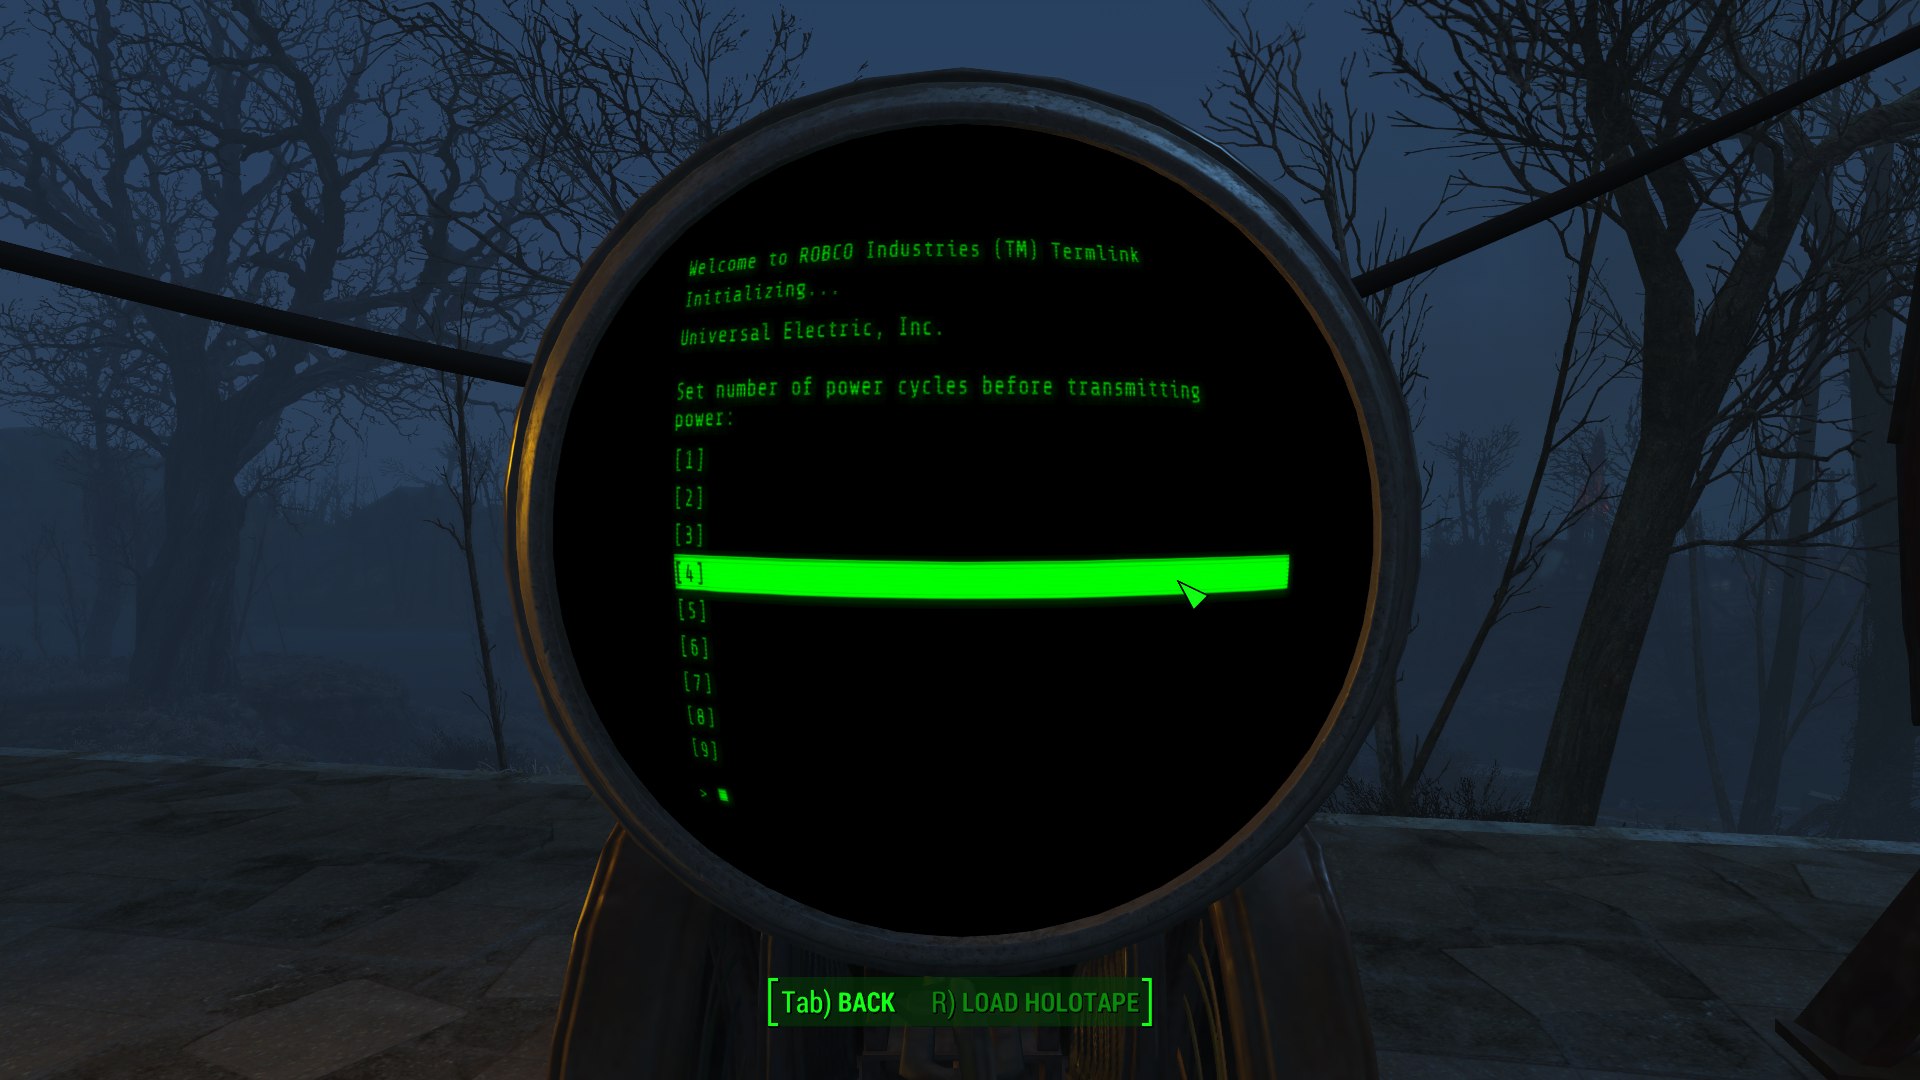 Welcome to ROBCO Industries (TM) Termlink
Initializing...
Universal Electric, Inc.
Set number of power cycles before transmitting
power:
[1]
[2]
[3]
[4]
[5]
[6]
[7]
[8]
[9]
>
Tab) BACK R) LOAD HOLOTAPE